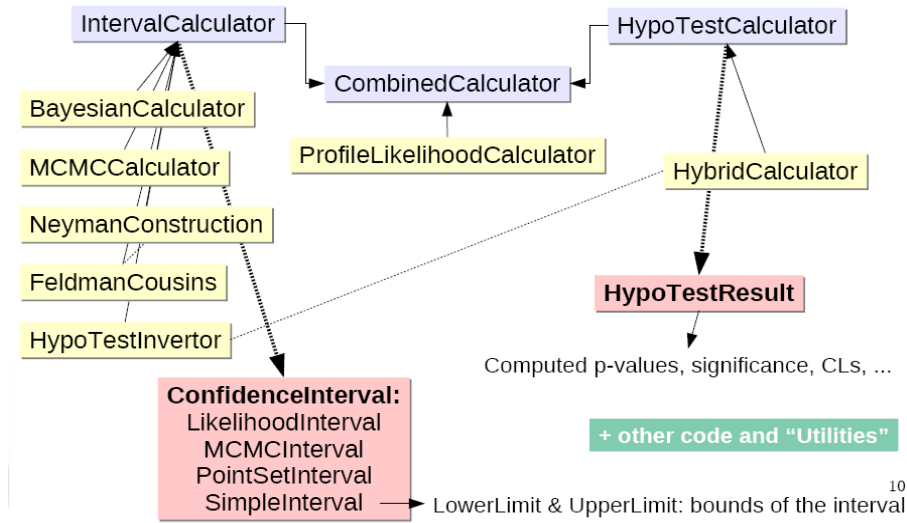 IntervalCalculator
HypoTestCalculator
CombinedCalculator
BayesianCalculator
ProfileLikelihoodCalculator
MCMCCalculator
HybridCalculator
NeymanConstruction
FeldmanCousins
HypoTestResult
HypoTestInvertor
Computed p-values, significance, CLs, ...
ConfidenceInterval:
LikelihoodInterval
MCMCInterval
PointSetInterval
SimpleInterval
+ other code and “Utilities”
LowerLimit & UpperLimit: bounds of the interval
10